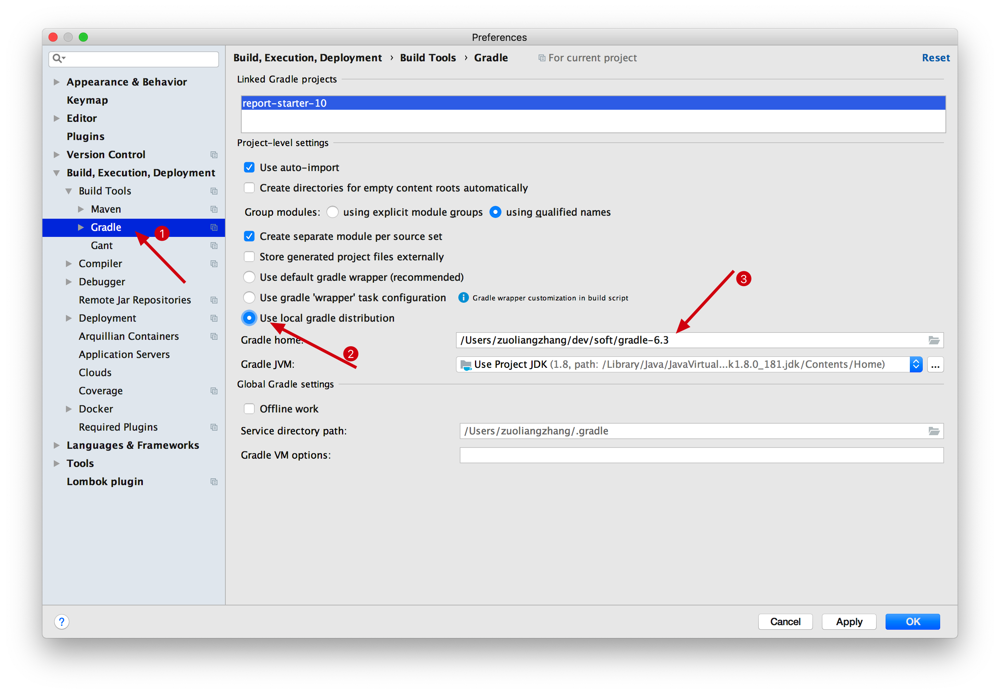 Preferences
Build, Execution, Deployment › Build Tools › Gradle For current project Reset
Appearance & Behavior
Keymap
Editor
Plugins
Version Control
Build, Execution, Deployment
Build Tools
Maven
Gradle
1
Gant
Compiler
Debugger
Remote Jar Repositories
Deployment
Arquillian Containers
Application Servers
Clouds
Coverage
Docker
Required Plugins
Languages & Frameworks
Tools
Lombok plugin
Linked Gradle projects
report-starter-10
Project-level settings
Use auto-import
Create directories for empty content roots automatically
Group modules: using explicit module groups using qualified names
Create separate module per source set
Store generated project files externally
Use default gradle wrapper (recommended)
3
Use gradle 'wrapper' task configuration Gradle wrapper customization in build script
Use local gradle distribution
Gradle home: /Users/zuoliangzhang/dev/soft/gradle-6.3
2
Gradle JVM: Use Project JDK (1.8, path: /Library/Java/JavaVirtual...k1.8.0_181.jdk/Contents/Home) ...
Global Gradle settings
Offline work
Service directory path: /Users/zuoliangzhang/.gradle
Gradle VM options:
? Cancel Apply OK